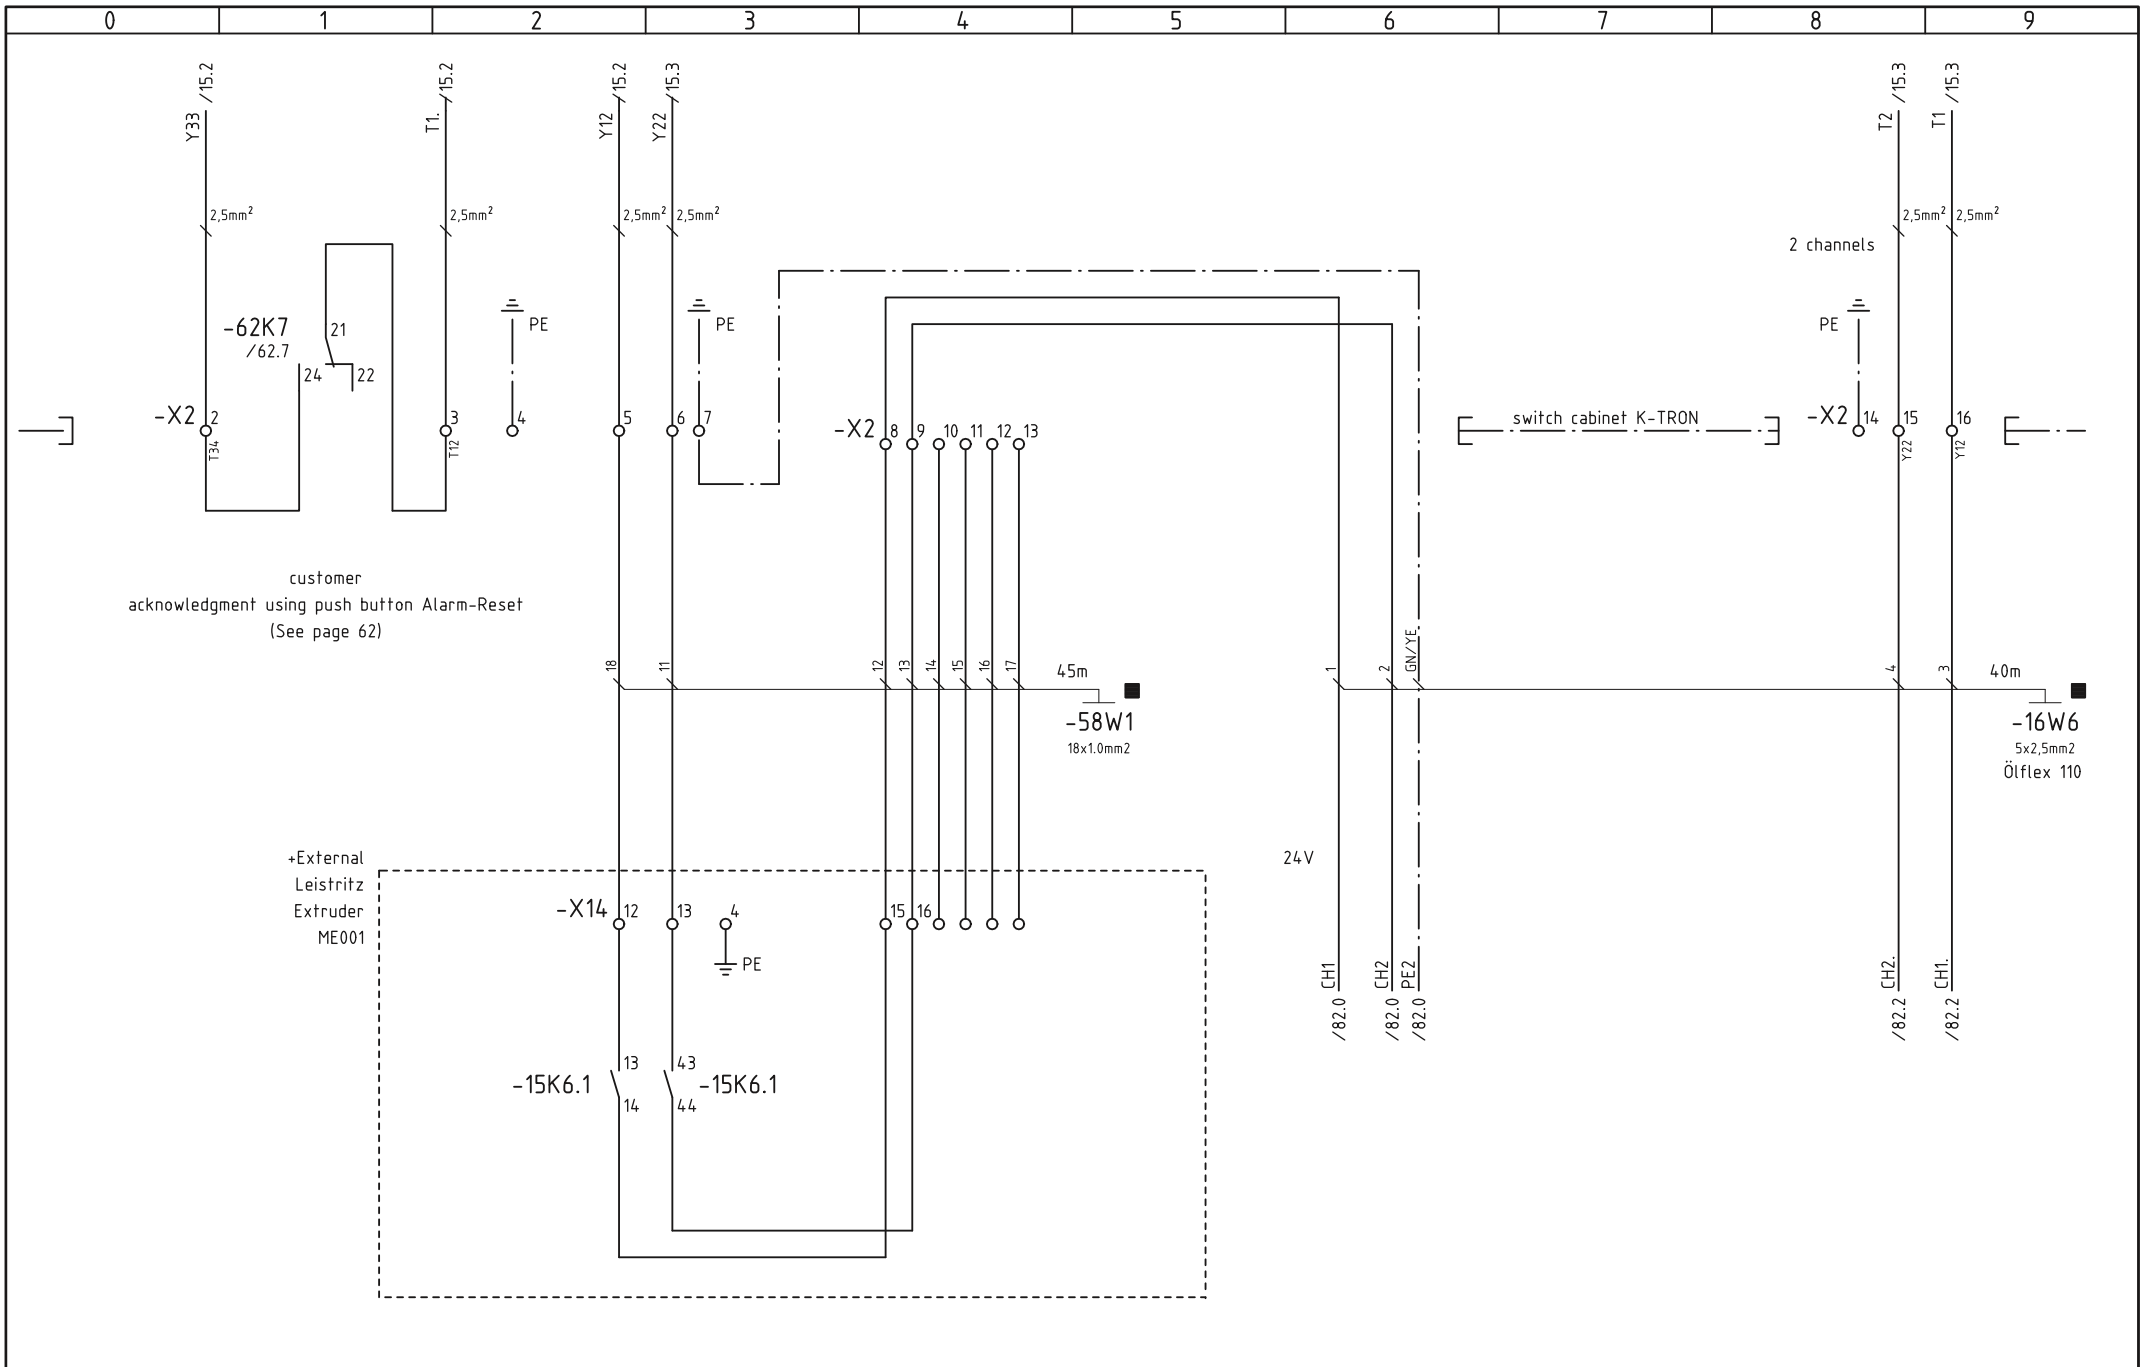 0 1 2 3 4 5 6 7 8 9
/15.2 /15.2 /15.2 /15.3 /15.3 /15.3
Y33 T1. Y12 Y22 T2 T1
2,5mm² 2,5mm² 2,5mm² 2,5mm² 2,5mm² 2,5mm²
2 channels
-62K7
/62.7
21
24 22
PE PE PE
-X2 2 3 4 5 6 7
T34 T12
-X2 8 9 10 11 12 13
switch cabinet K-TRON
-X2 14 15 16
Y22 Y12
customer
acknowledgment using push button Alarm-Reset
(See page 62)
18 11 12 13 14 15 16 17 45m
-58W1
18x1.0mm2
1 2 GN/YE 4 3 40m
-16W6
5x2,5mm2
Ölflex 110
+External
Leistritz
Extruder
ME001
24V
-X14 12 13 4 15 16
PE
CH1 CH2 PE2 CH2. CH1.
/82.0 /82.0 /82.0 /82.2 /82.2
13 43
-15K6.1 -15K6.1
14 44